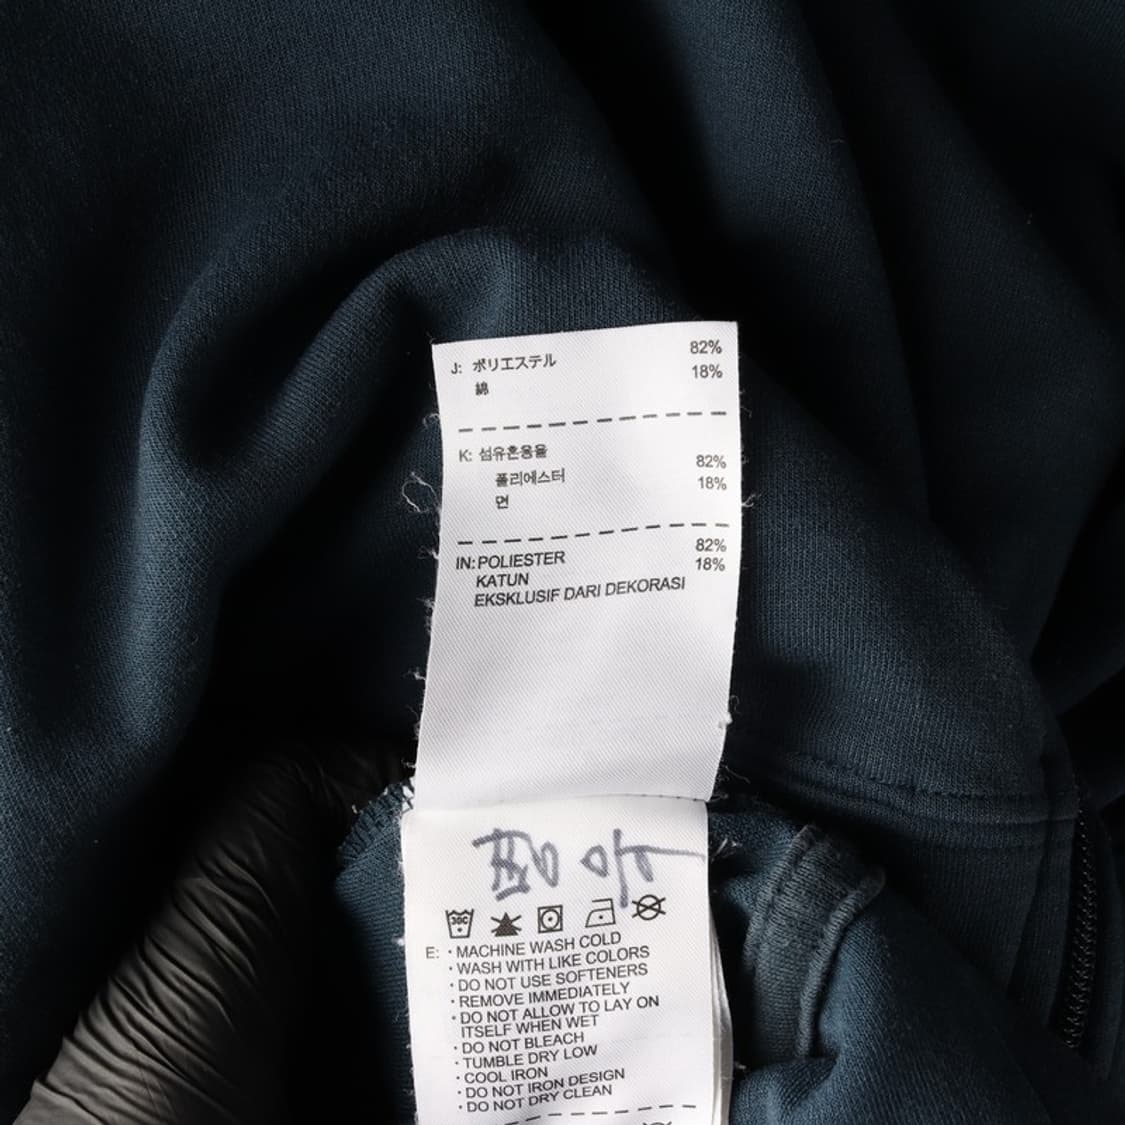 J: ポリエステル 82%
綿 18%
K: 섬유혼용율
폴리에스터 82%
면 18%
IN: POLIESTER 82%
KATUN 18%
EKSKLUSIF DARI DEKORASI
30C
E: · MACHINE WASH COLD
· WASH WITH LIKE COLORS
· DO NOT USE SOFTENERS
· REMOVE IMMEDIATELY
· DO NOT ALLOW TO LAY ON
ITSELF WHEN WET
· DO NOT BLEACH
· TUMBLE DRY LOW
· COOL IRON
· DO NOT IRON DESIGN
· DO NOT DRY CLEAN